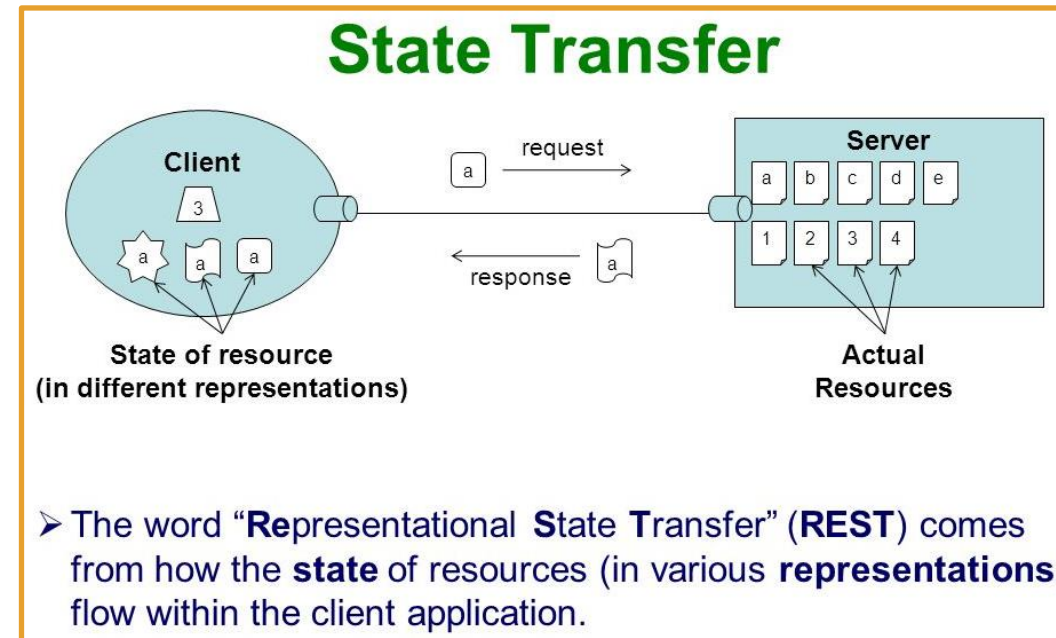 State Transfer
Client
3
a a a
a request
response a
Server
a b c d e
1 2 3 4
State of resource
(in different representations)
Actual
Resources
➢ The word “Representational State Transfer” (REST) comes
from how the state of resources (in various representations
flow within the client application.